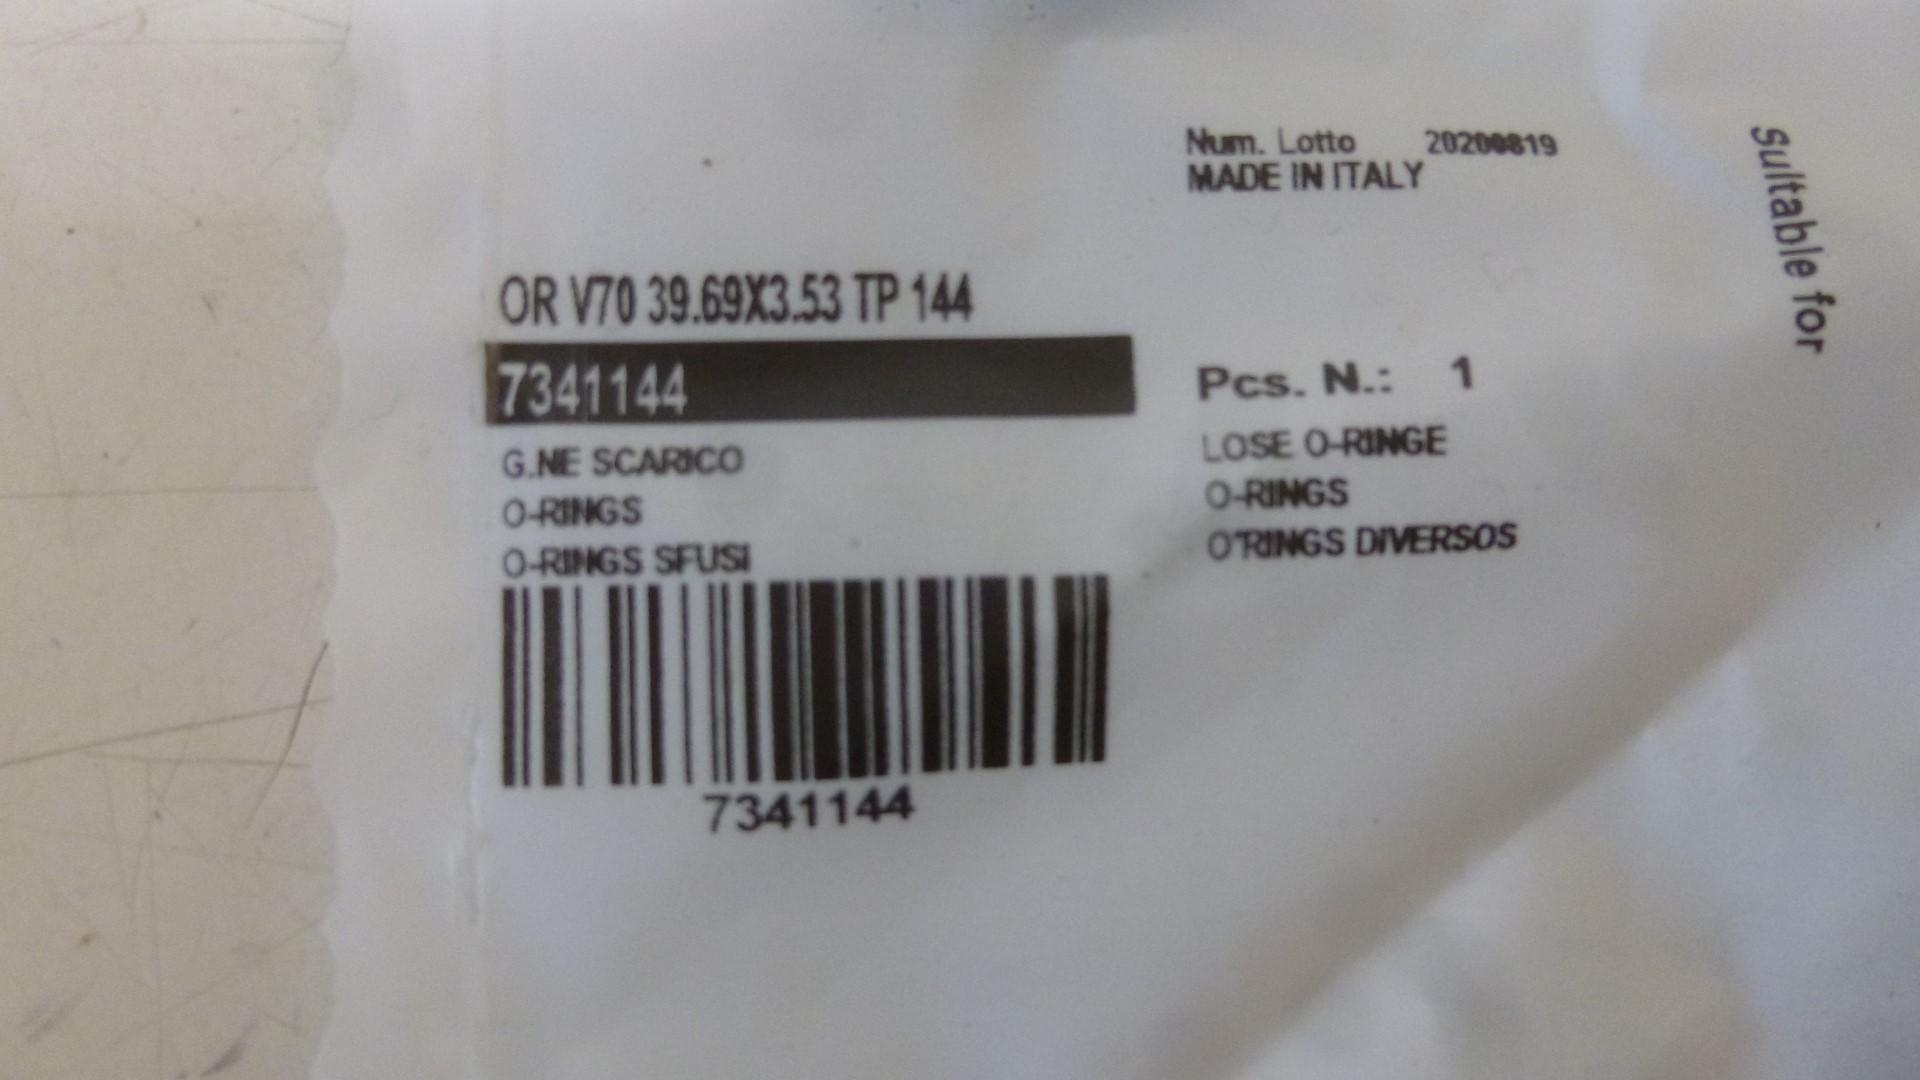 Num. Lotto 20200819
MADE IN ITALY
Suitable for
OR V70 39.69X3.53 TP 144
7341144
Pcs. N.: 1
G.NE SCARICO
O-RINGS
O-RINGS SFUSI
LOSE O-RINGE
O-RINGS
O'RINGS DIVERSOS
7341144